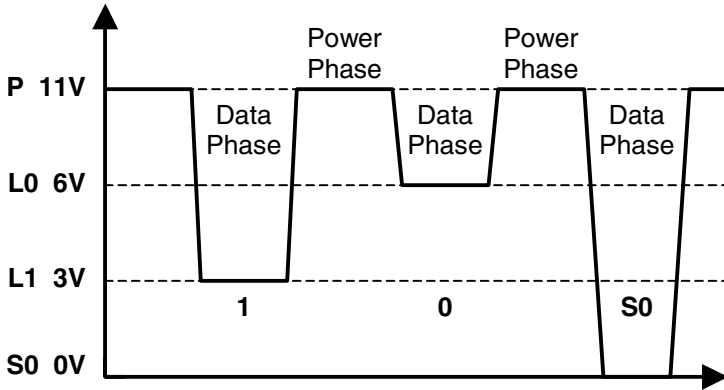 Power
Phase
Power
Phase
P 11V
Data
Phase
Data
Phase
Data
Phase
L0 6V
L1 3V
1
0
S0
S0 0V